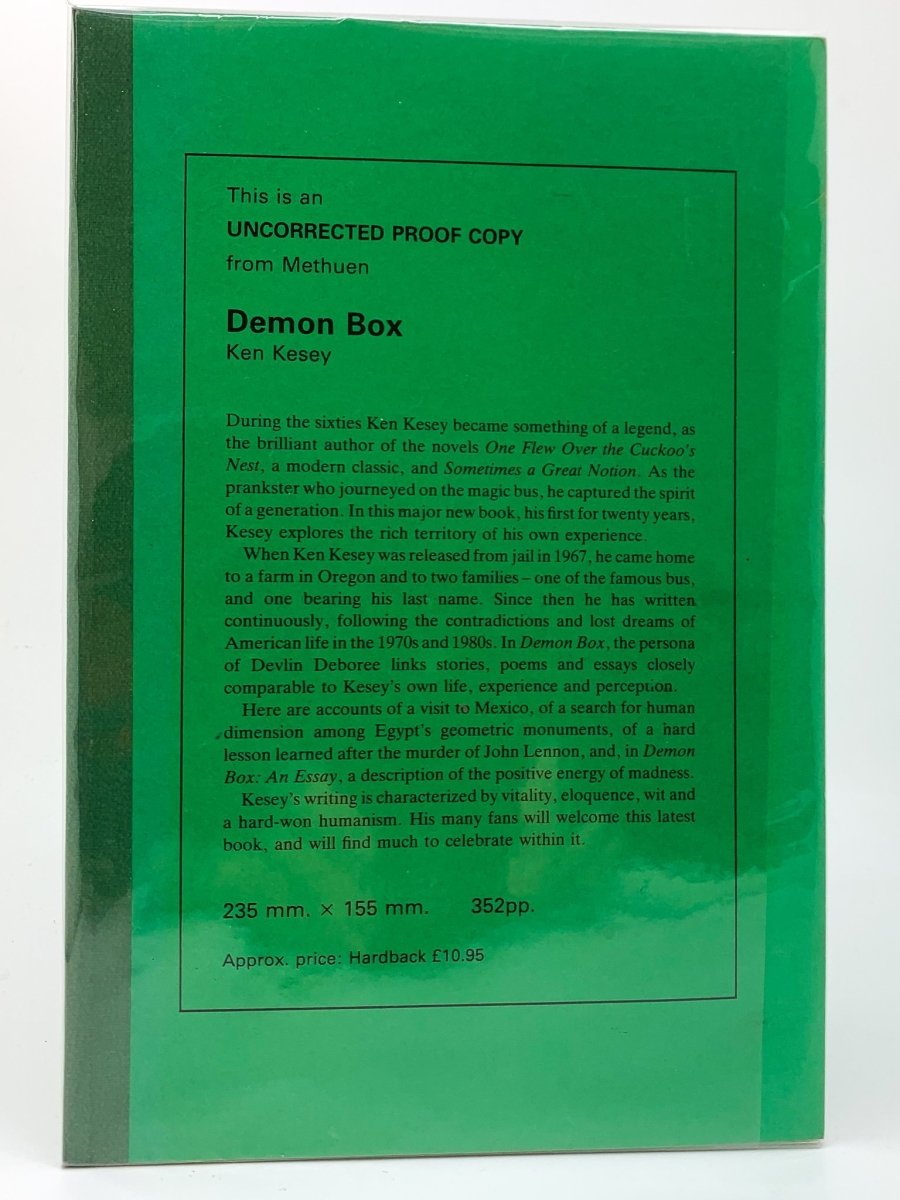 This is an
UNCORRECTED PROOF COPY
from Methuen
Demon Box
Ken Kesey
During the sixties Ken Kesey became something of a legend, as
the brilliant author of the novels One Flew Over the Cuckoo's
Nest, a modern classic, and Sometimes a Great Notion. As the
prankster who journeyed on the magic bus, he captured the spirit
of a generation. In this major new book, his first for twenty years,
Kesey explores the rich territory of his own experience.
When Ken Kesey was released from jail in 1967, he came home
to a farm in Oregon and to two families – one of the famous bus,
and one bearing his last name. Since then he has written
continuously, following the contradictions and lost dreams of
American life in the 1970s and 1980s. In Demon Box, the persona
of Devlin Deboree links stories, poems and essays closely
comparable to Kesey's own life, experience and perception.
Here are accounts of a visit to Mexico, of a search for human
dimension among Egypt's geometric monuments, of a hard
lesson learned after the murder of John Lennon, and, in Demon
Box: An Essay, a description of the positive energy of madness.
Kesey's writing is characterized by vitality, eloquence, wit and
a hard-won humanism. His many fans will welcome this latest
book, and will find much to celebrate within it.
235 mm. × 155 mm. 352pp.
Approx. price: Hardback £10.95